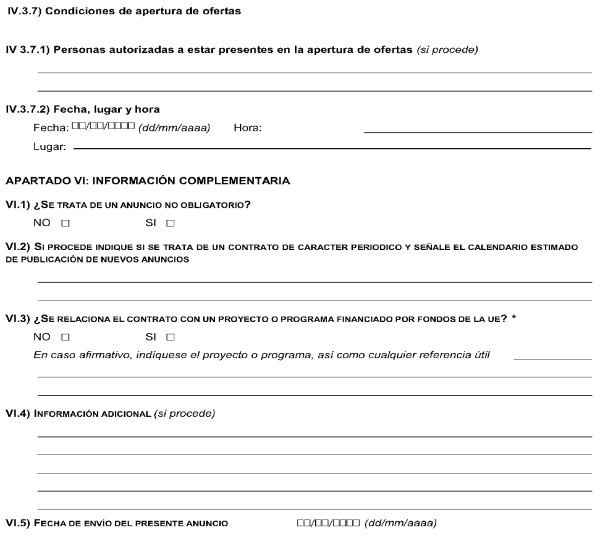 IV.3.7) Condiciones de apertura de ofertas
IV 3.7.1) Personas autorizadas a estar presentes en la apertura de ofertas (si procede)
IV.3.7.2) Fecha, lugar y hora
Fecha: □□/□□/□□□□ (dd/mm/aaaa) Hora:
Lugar:
APARTADO VI: INFORMACIÓN COMPLEMENTARIA
VI.1) ¿SE TRATA DE UN ANUNCIO NO OBLIGATORIO?
NO □ SI □
VI.2) SI PROCEDE INDIQUE SI SE TRATA DE UN CONTRATO DE CARACTER PERIODICO Y SEÑALE EL CALENDARIO ESTIMADO
DE PUBLICACIÓN DE NUEVOS ANUNCIOS
VI.3) ¿SE RELACIONA EL CONTRATO CON UN PROYECTO O PROGRAMA FINANCIADO POR FONDOS DE LA UE? *
NO □ SI □
En caso afirmativo, indíquese el proyecto o programa, así como cualquier referencia útil
VI.4) INFORMACIÓN ADICIONAL (si procede)
VI.5) FECHA DE ENVÍO DEL PRESENTE ANUNCIO □□/□□/□□□□ (dd/mm/aaaa)